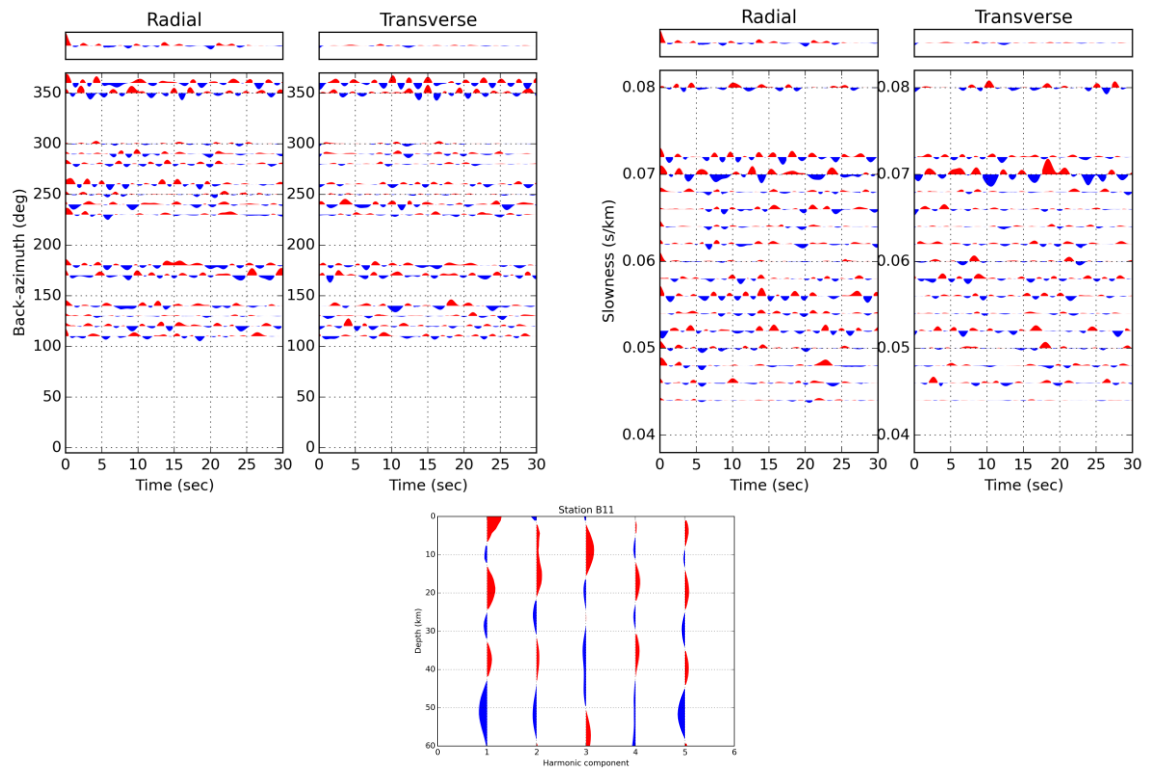 Radial Transverse
350
300
250
200
150
100
50
0
Back-azimuth (deg)
0 5 10 15 20 25 30 0 5 10 15 20 25 30
Time (sec) Time (sec)
Radial Transverse
0.08 0.08
0.07 0.07
0.06 0.06
0.05 0.05
0.04 0.04
Slowness (s/km)
0 5 10 15 20 25 30 0 5 10 15 20 25 30
Time (sec) Time (sec)
Station B11
0
10
20
30
40
50
60
Depth (km)
0 1 2 3 4 5 6
Harmonic component